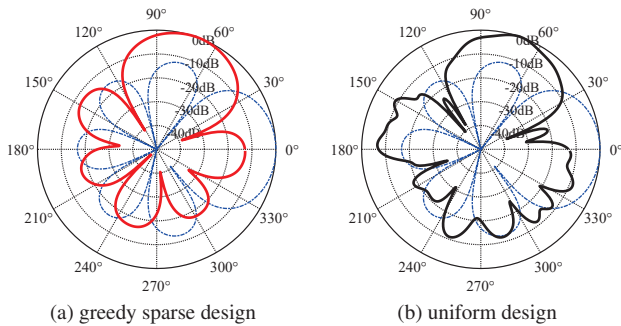 90°
120°
60°
0dB
-10dB
150°
30°
-20dB
-30dB
-40dB
180°
0°
210°
330°
240°
300°
270°
(a) greedy sparse design
90°
120°
60°
0dB
-10dB
150°
30°
-20dB
-30dB
-40dB
180°
0°
210°
330°
240°
300°
270°
(b) uniform design